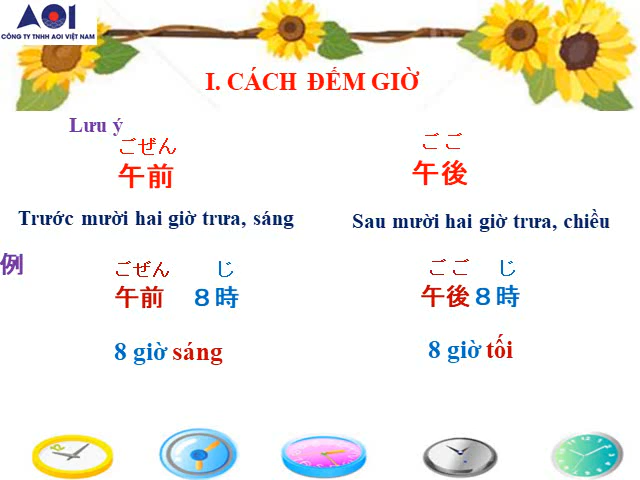 AOI
CÔNG TY TNHH AOI VIỆT NAM
I. CÁCH ĐẾM GIỜ
Lưu ý
ごぜん
午前
ごご
午後
Trước mười hai giờ trưa, sáng
Sau mười hai giờ trưa, chiều
例
ごぜん じ
午前 ８時
ごご じ
午後８時
8 giờ sáng
8 giờ tối